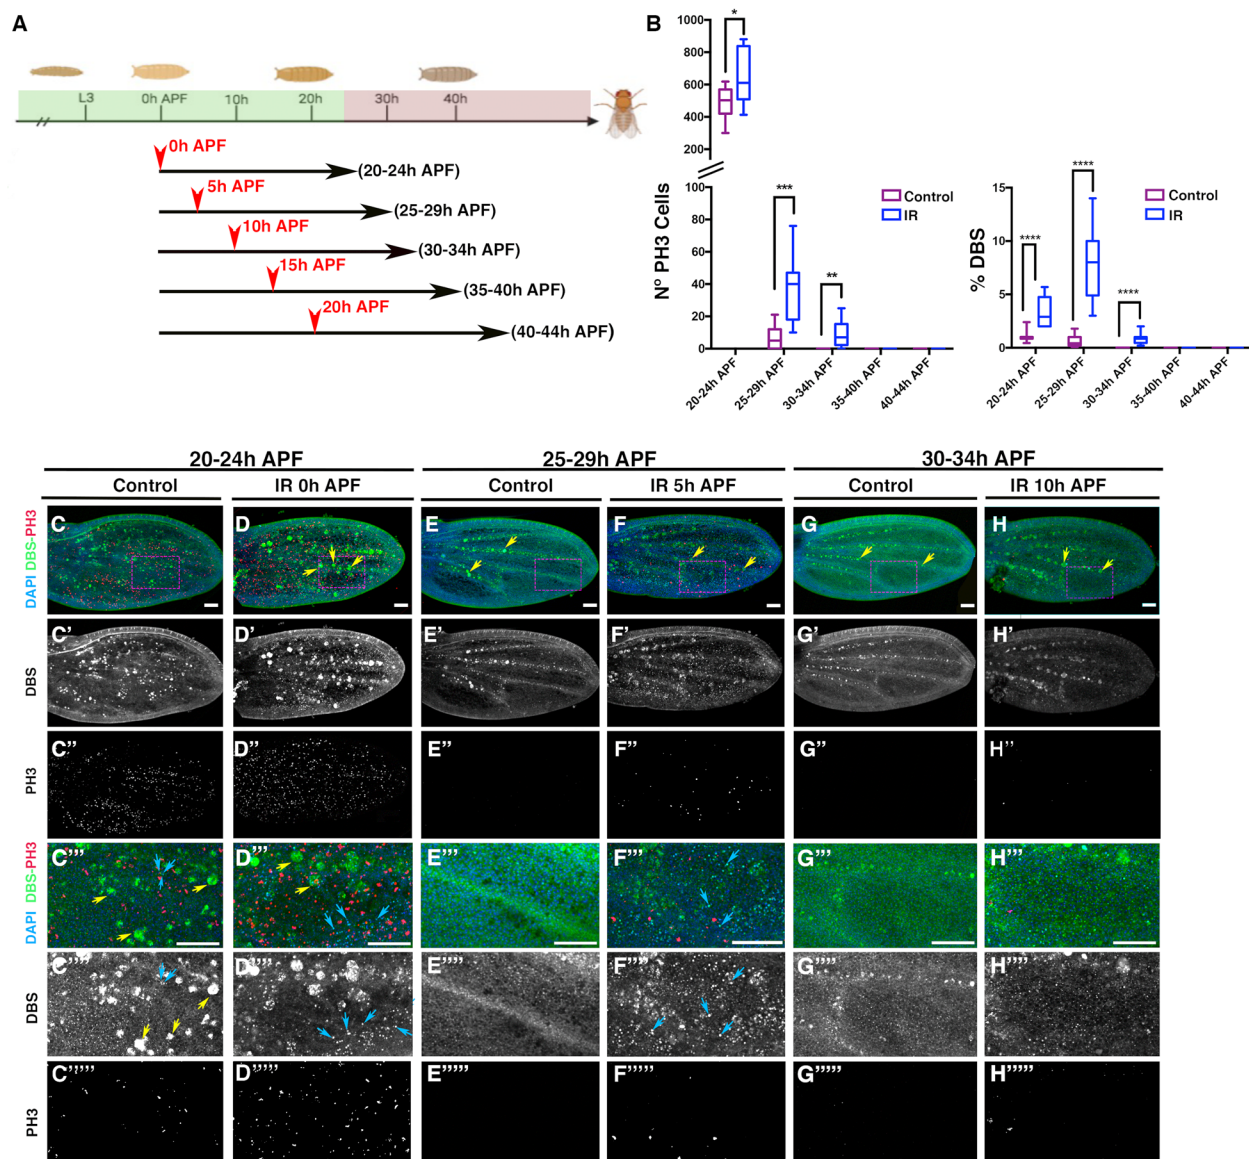 A
L3
0h APF
10h
20h
30h
40h
0h APF
(20-24h APF)
5h APF
(25-29h APF)
10h APF
(30-34h APF)
15h APF
(35-40h APF)
20h APF
(40-44h APF)
B
Nº PH3 Cells
1000
800
600
400
200
100
80
60
40
20
0
*
***
**
Control
IR
20-24h APF
25-29h APF
30-34h APF
35-40h APF
40-44h APF
% DBS
15
10
5
0
****
****
****
Control
IR
20-24h APF
25-29h APF
30-34h APF
35-40h APF
40-44h APF
20-24h APF
25-29h APF
30-34h APF
Control
IR 0h APF
Control
IR 5h APF
Control
IR 10h APF
DAPI DBS-PH3
C
D
E
F
G
H
DBS
C’
D’
E’
F’
G’
H’
PH3
C’’
D’’
E’’
F’’
G’’
H’’
DAPI DBS-PH3
C’’’
D’’’
E’’’
F’’’
G’’’
H’’’
DBS
C’’’’
D’’’’
E’’’’
F’’’’
G’’’’
H’’’’
PH3
C’’’’’
D’’’’’
E’’’’’
F’’’’’
G’’’’’
H’’’’’